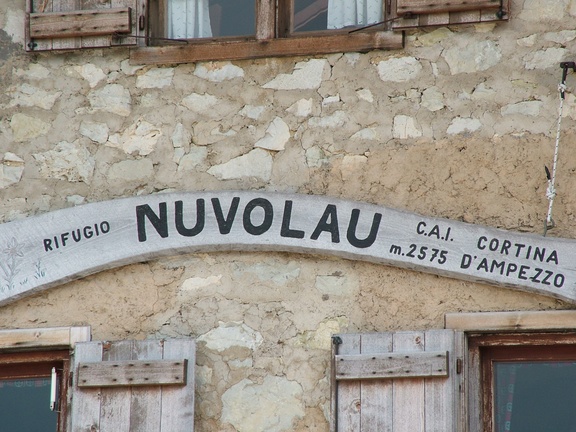 RIFUGIO NUVOLAU C.A.I. CORTINA
m.2575 D'AMPEZZO